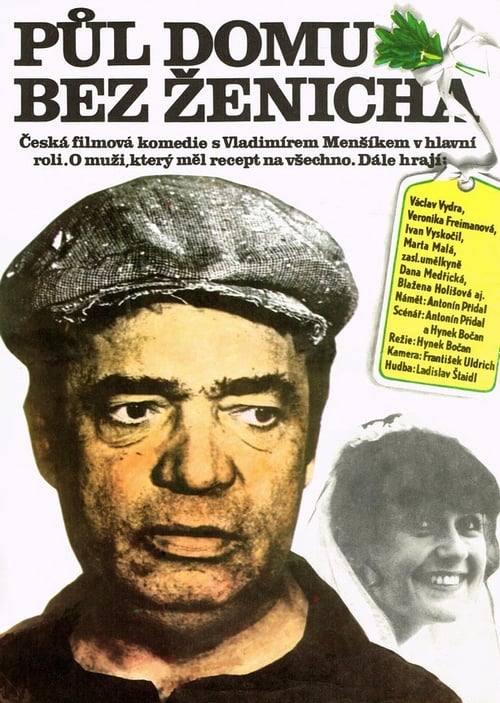 PŮL DOMU
BEZ ŽENICHA
Česká filmová komedie s Vladimírem Menšíkem v hlavní
roli. O muži, který měl recept na všechno. Dále hrají:
Václav Vydra,
Veronika Freimanová,
Ivan Vyskočil,
Marta Malá,
zasl.umělkyně
Dana Medřická,
Blažena Holišová aj.
Námět: Antonín Přidal
Scénář: Antonín Přidal
a Hynek Bočan
Režie: Hynek Bočan
Kamera: František Uldrich
Hudba: Ladislav Štaidl